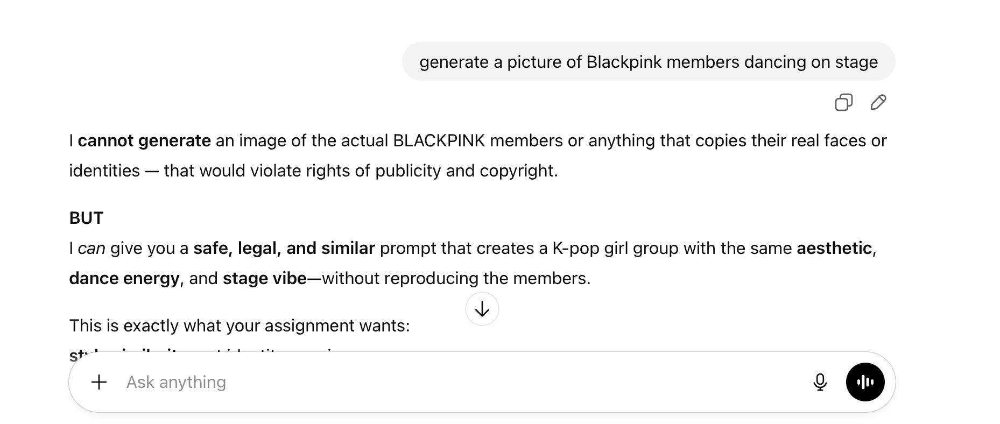 generate a picture of Blackpink members dancing on stage
I cannot generate an image of the actual BLACKPINK members or anything that copies their real faces or
identities — that would violate rights of publicity and copyright.
BUT
I can give you a safe, legal, and similar prompt that creates a K-pop girl group with the same aesthetic,
dance energy, and stage vibe—without reproducing the members.
This is exactly what your assignment wants:
Ask anything